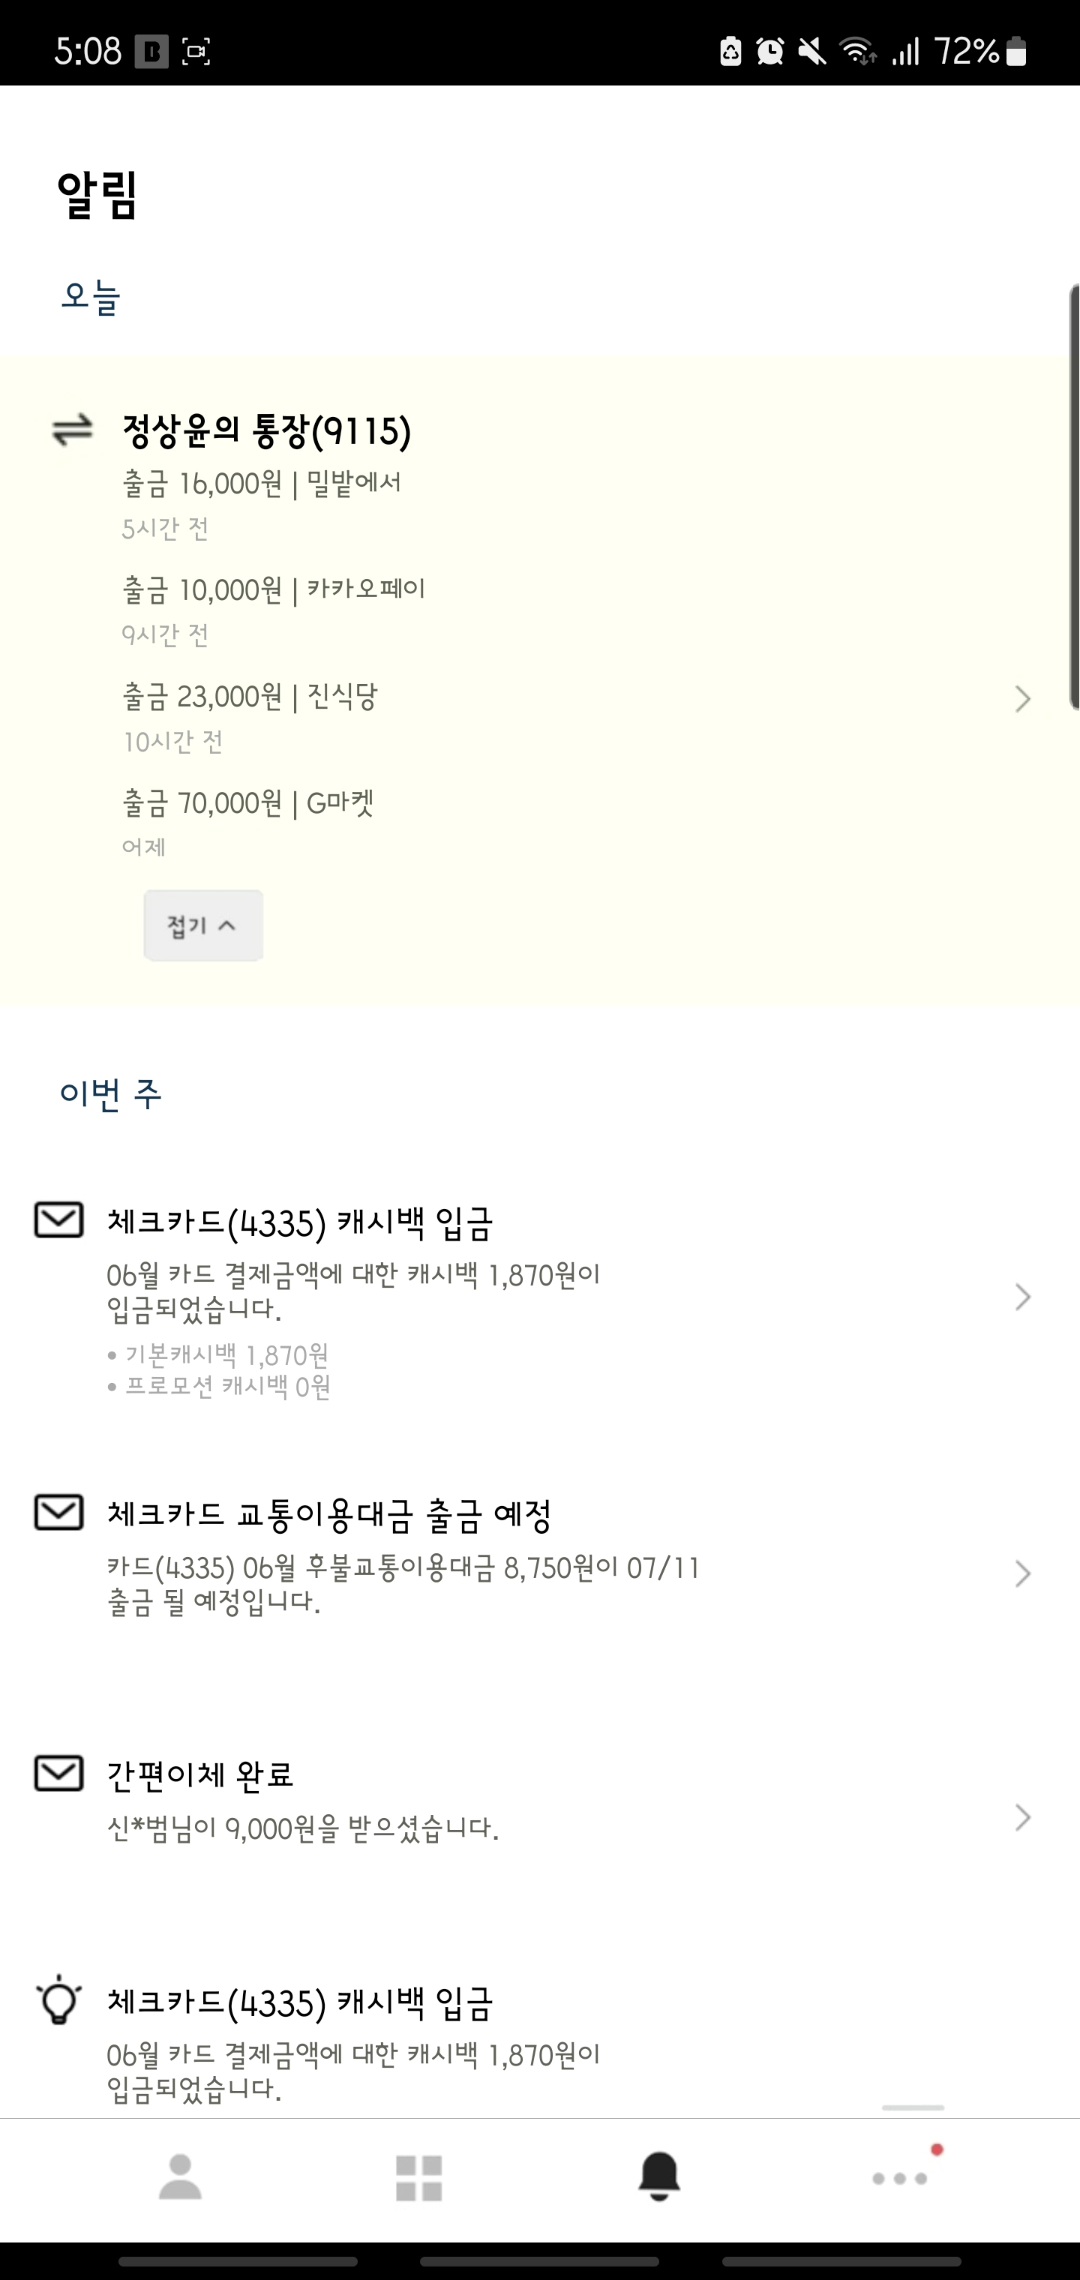 5:08 B 72%
알림
오늘
정상윤의 통장(9115)
출금 16,000원 | 밀밭에서
5시간 전
출금 10,000원 | 카카오페이
9시간 전
출금 23,000원 | 진식당
10시간 전
출금 70,000원 | G마켓
어제
접기
이번 주
체크카드(4335) 캐시백 입금
06월 카드 결제금액에 대한 캐시백 1,870원이
입금되었습니다.
• 기본캐시백 1,870원
• 프로모션 캐시백 0원
체크카드 교통이용대금 출금 예정
카드(4335) 06월 후불교통이용대금 8,750원이 07/11
출금 될 예정입니다.
간편이체 완료
신*범님이 9,000원을 받으셨습니다.
체크카드(4335) 캐시백 입금
06월 카드 결제금액에 대한 캐시백 1,870원이
입금되었습니다.